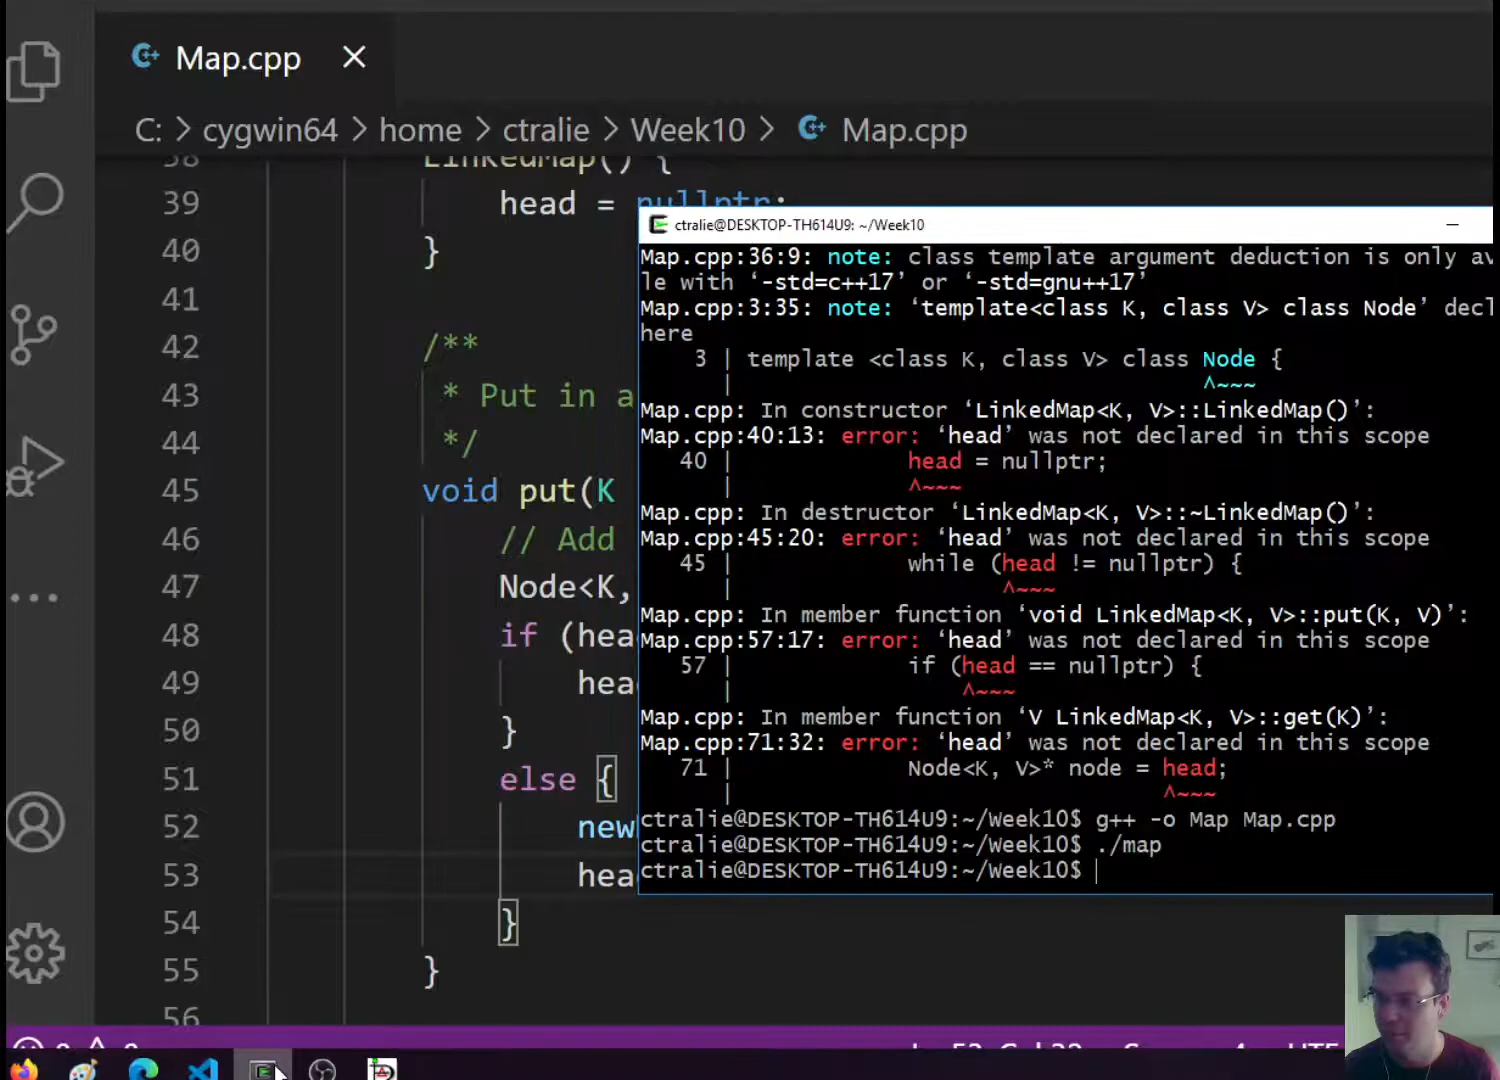 Map.cpp
C: > cygwin64 > home > ctralie > Week10 > Map.cpp
38 LinkedMap() {
39 head = nullptr;
40 }
41
42 /**
43 * Put in a
44 */
45 void put(K
46 // Add
47 Node<K,
48 if (hea
49 hea
50 }
51 else {
52 new
53 hea
54 }
55 }
56
ctralie@DESKTOP-TH614U9: ~/Week10
Map.cpp:36:9: note: class template argument deduction is only av
le with ‘-std=c++17’ or ‘-std=gnu++17’
Map.cpp:3:35: note: ‘template<class K, class V> class Node’ decl
here
3 | template <class K, class V> class Node {
| ^~~~
Map.cpp: In constructor ‘LinkedMap<K, V>::LinkedMap()’:
Map.cpp:40:13: error: ‘head’ was not declared in this scope
40 | head = nullptr;
| ^~~~
Map.cpp: In destructor ‘LinkedMap<K, V>::~LinkedMap()’:
Map.cpp:45:20: error: ‘head’ was not declared in this scope
45 | while (head != nullptr) {
| ^~~~
Map.cpp: In member function ‘void LinkedMap<K, V>::put(K, V)’:
Map.cpp:57:17: error: ‘head’ was not declared in this scope
57 | if (head == nullptr) {
| ^~~~
Map.cpp: In member function ‘V LinkedMap<K, V>::get(K)’:
Map.cpp:71:32: error: ‘head’ was not declared in this scope
71 | Node<K, V>* node = head;
| ^~~~
ctralie@DESKTOP-TH614U9:~/Week10$ g++ -o Map Map.cpp
ctralie@DESKTOP-TH614U9:~/Week10$ ./map
ctralie@DESKTOP-TH614U9:~/Week10$